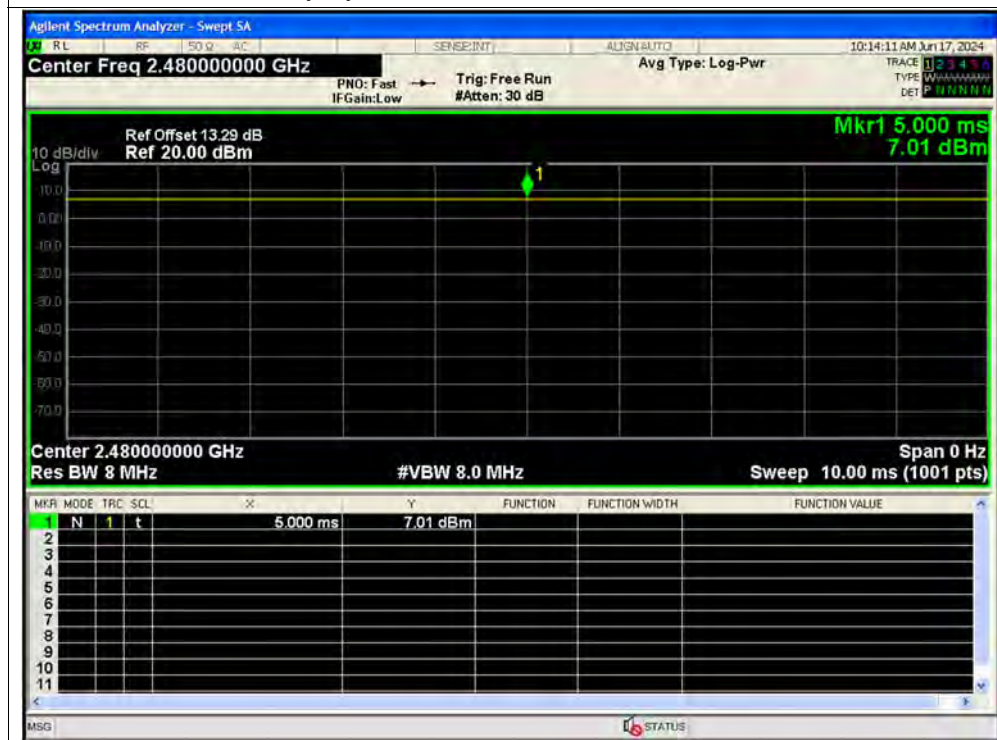 Agilent Spectrum Analyzer - Swept SA
LXI RL RF 50 Ω AC SENSE:INT ALIGN AUTO 10:14:11 AM Jun 17, 2024
Center Freq 2.480000000 GHz Avg Type: Log-Pwr TRACE 1 2 3 4 5 6
PNO: Fast Trig: Free Run TYPE WWWWWW
IFGain:Low #Atten: 30 dB DET P N N N N N
Mkr1 5.000 ms
Ref Offset 13.29 dB
10 dB/div Ref 20.00 dBm 7.01 dBm
Log
1
10.0
0.00
-10.0
-20.0
-30.0
-40.0
-50.0
-60.0
-70.0
Center 2.480000000 GHz Span 0 Hz
Res BW 8 MHz #VBW 8.0 MHz Sweep 10.00 ms (1001 pts)
MKR MODE TRC SCL X Y FUNCTION FUNCTION WIDTH FUNCTION VALUE
1 N 1 t 5.000 ms 7.01 dBm
2
3
4
5
6
7
8
9
10
11
MSG STATUS